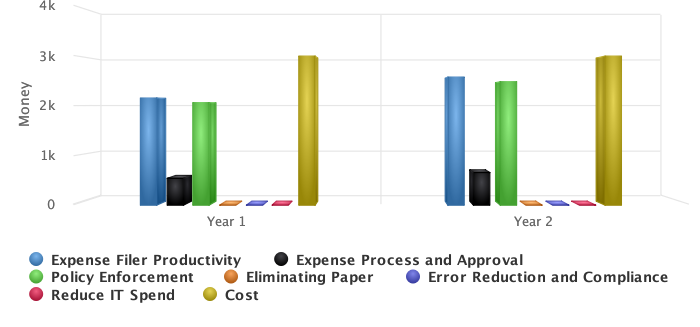 4k
3k
2k
1k
0
Money
Year 1 Year 2
Expense Filer Productivity Expense Process and Approval
Policy Enforcement Eliminating Paper Error Reduction and Compliance
Reduce IT Spend Cost